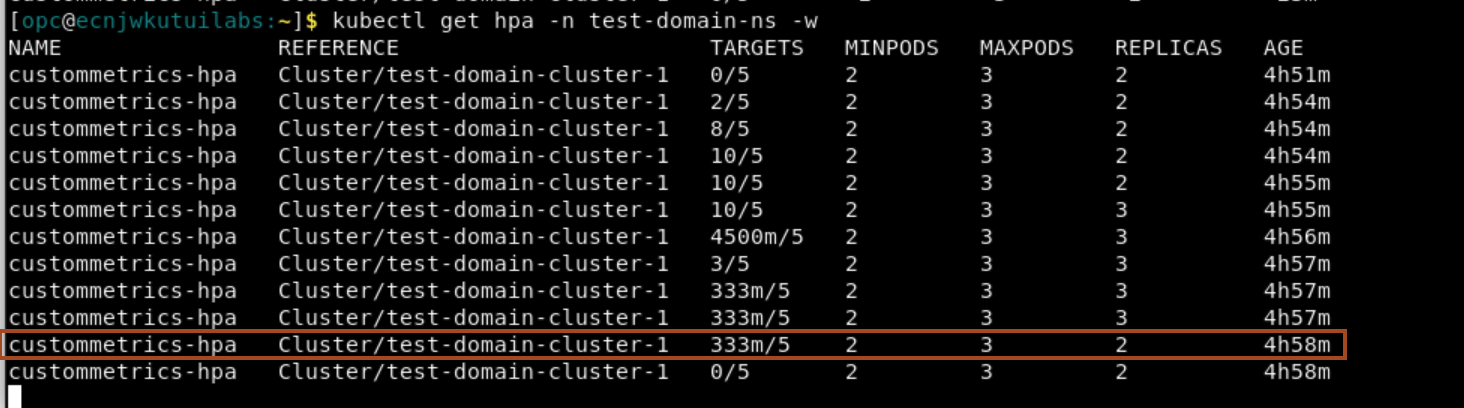 [opc@ecnjwkutuilabs:~]$ kubectl get hpa -n test-domain-ns -w
NAME REFERENCE TARGETS MINPODS MAXPODS REPLICAS AGE
custommetrics-hpa Cluster/test-domain-cluster-1 0/5 2 3 2 4h51m
custommetrics-hpa Cluster/test-domain-cluster-1 2/5 2 3 2 4h54m
custommetrics-hpa Cluster/test-domain-cluster-1 8/5 2 3 2 4h54m
custommetrics-hpa Cluster/test-domain-cluster-1 10/5 2 3 2 4h54m
custommetrics-hpa Cluster/test-domain-cluster-1 10/5 2 3 2 4h55m
custommetrics-hpa Cluster/test-domain-cluster-1 10/5 2 3 3 4h55m
custommetrics-hpa Cluster/test-domain-cluster-1 4500m/5 2 3 3 4h56m
custommetrics-hpa Cluster/test-domain-cluster-1 3/5 2 3 3 4h57m
custommetrics-hpa Cluster/test-domain-cluster-1 333m/5 2 3 3 4h57m
custommetrics-hpa Cluster/test-domain-cluster-1 333m/5 2 3 3 4h57m
custommetrics-hpa Cluster/test-domain-cluster-1 333m/5 2 3 2 4h58m
custommetrics-hpa Cluster/test-domain-cluster-1 0/5 2 3 2 4h58m